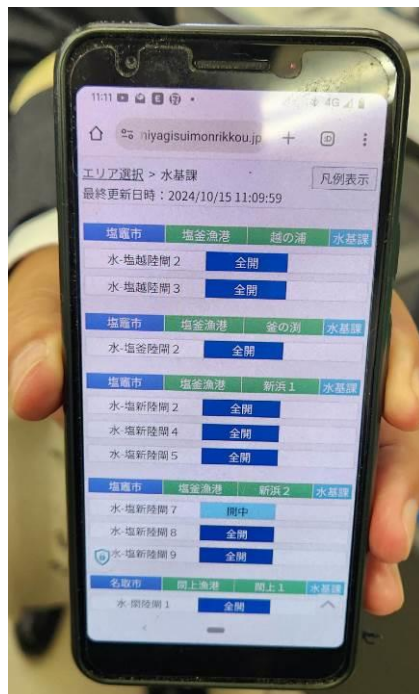 11:11
4G
niyagisuimonrikkou.jp
エリア選択 > 水基課
凡例表示
最終更新日時：2024/10/15 11:09:59
塩竈市 塩釜漁港 越の浦 水基課
水-塩越陸閘２ 全開
水-塩越陸閘３ 全開
塩竈市 塩釜漁港 釜の渕 水基課
水-塩釜陸閘２ 全開
塩竈市 塩釜漁港 新浜１ 水基課
水-塩新陸閘２ 全開
水-塩新陸閘４ 全開
水-塩新陸閘５ 全開
塩竈市 塩釜漁港 新浜２ 水基課
水-塩新陸閘７ 開中
水-塩新陸閘８ 全開
水-塩新陸閘９ 全開
名取市 閖上漁港 閖上１ 水基課
水-閖陸閘１ 全開